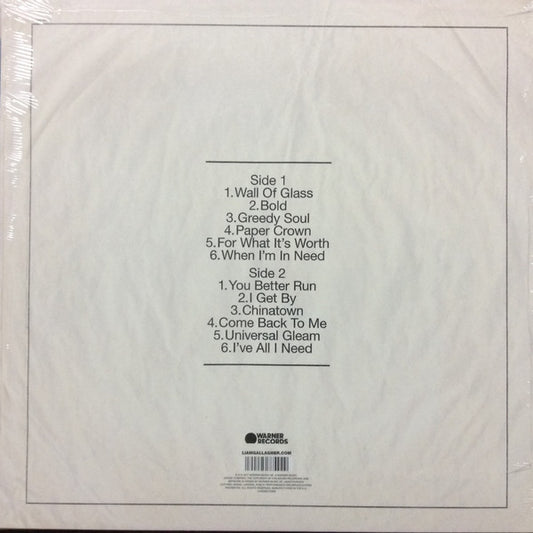 Side 1
1.Wall Of Glass
2.Bold
3.Greedy Soul
4.Paper Crown
5.For What It's Worth
6.When I'm In Need
Side 2
1.You Better Run
2.I Get By
3.Chinatown
4.Come Back To Me
5.Universal Gleam
6.I've All I Need
WARNER
RECORDS
LIAMGALLAGHER.COM